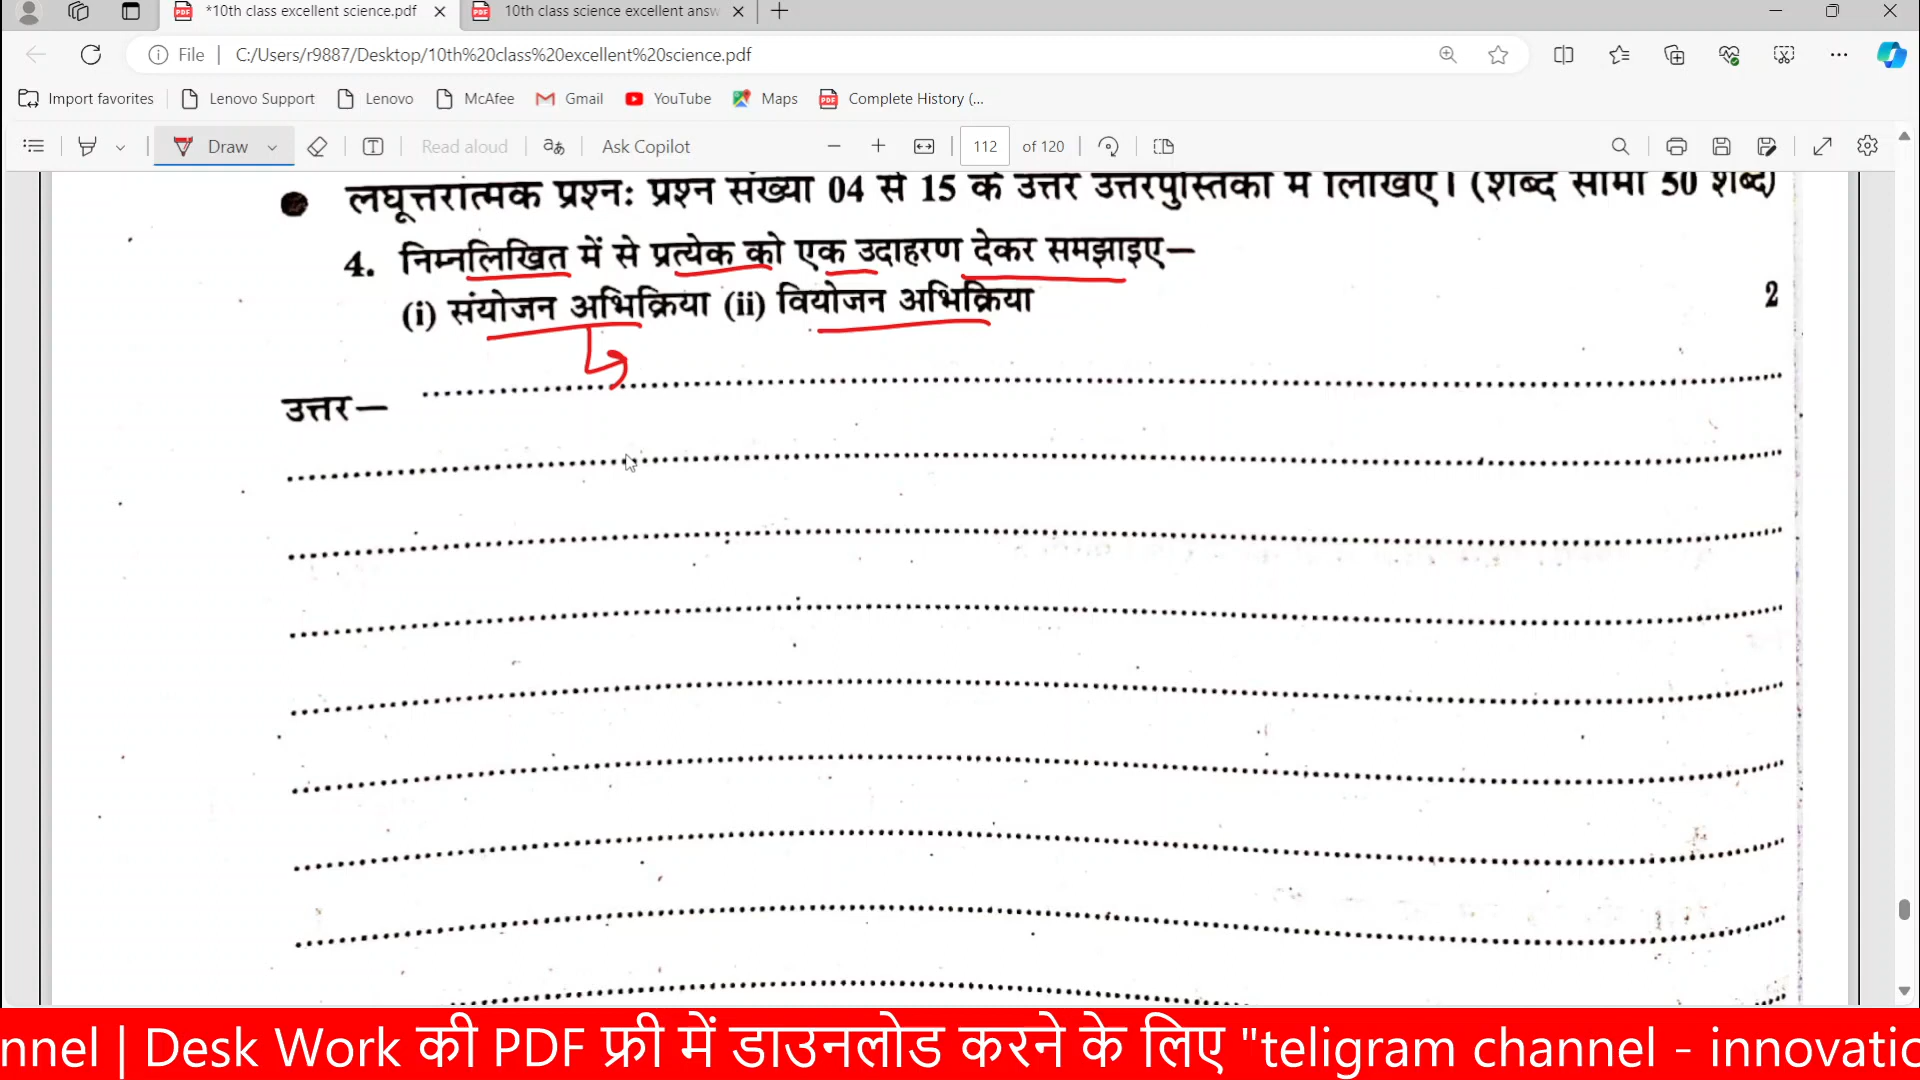 *10th class excellent science.pdf
10th class science excellent answ
File | C:/Users/r9887/Desktop/10th%20class%20excellent%20science.pdf
Import favorites Lenovo Support Lenovo McAfee Gmail YouTube Maps Complete History (...
Draw Read aloud aあ Ask Copilot 112 of 120
लघूत्तरात्मक प्रश्न: प्रश्न संख्या 04 से 15 के उत्तर उत्तरपुस्तिका में लिखिए। (शब्द सीमा 50 शब्द)
4. निम्नलिखित में से प्रत्येक को एक उदाहरण देकर समझाइए—
(i) संयोजन अभिक्रिया (ii) वियोजन अभिक्रिया 2
उत्तर—
nnel | Desk Work की PDF फ्री में डाउनलोड करने के लिए "teligram channel - innovatic